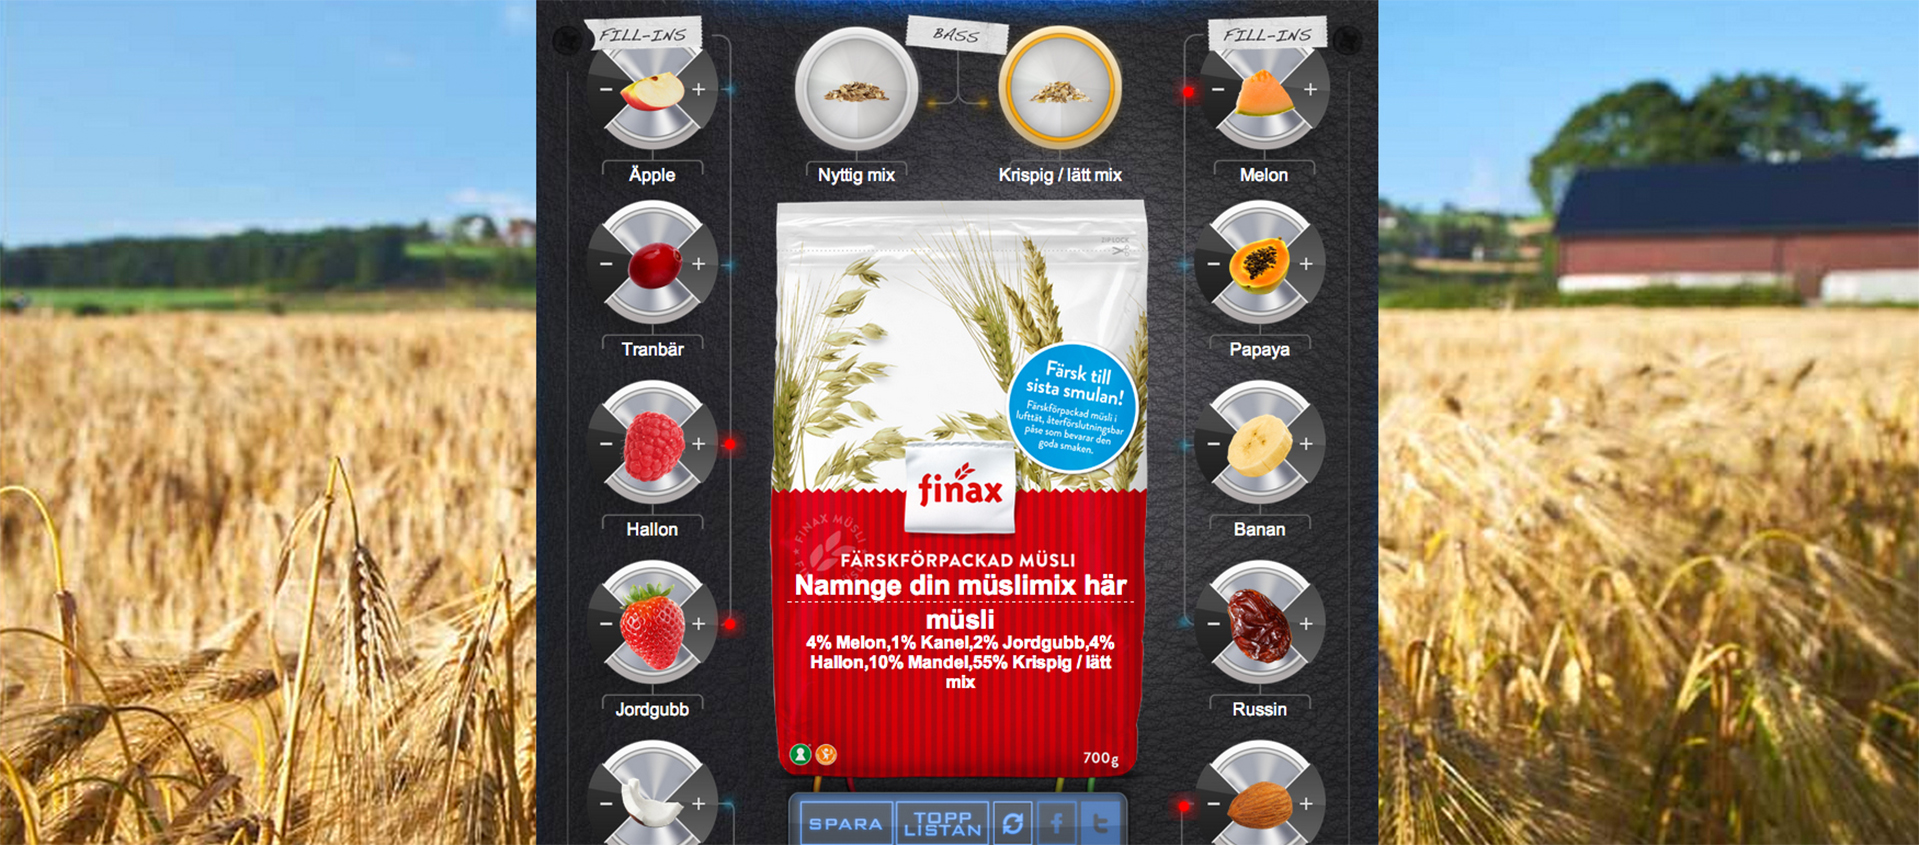 FILL-INS
BASS
FILL-INS
Äpple
Nyttig mix
Krispig / lätt mix
Melon
Tranbär
Papaya
Hallon
Banan
Jordgubb
Russin
ZIP LOCK
Färsk till
sista smulan!
Färskförpackad müsli i
lufttät, återförslutningsbar
påse som bevarar den
goda smaken.
finax
FINAX MÜSLI
FÄRSKFÖRPACKAD MÜSLI
Namnge din müslimix här
müsli
4% Melon,1% Kanel,2% Jordgubb,4%
Hallon,10% Mandel,55% Krispig / lätt
mix
700g
SPARA
TOPP
LISTAN